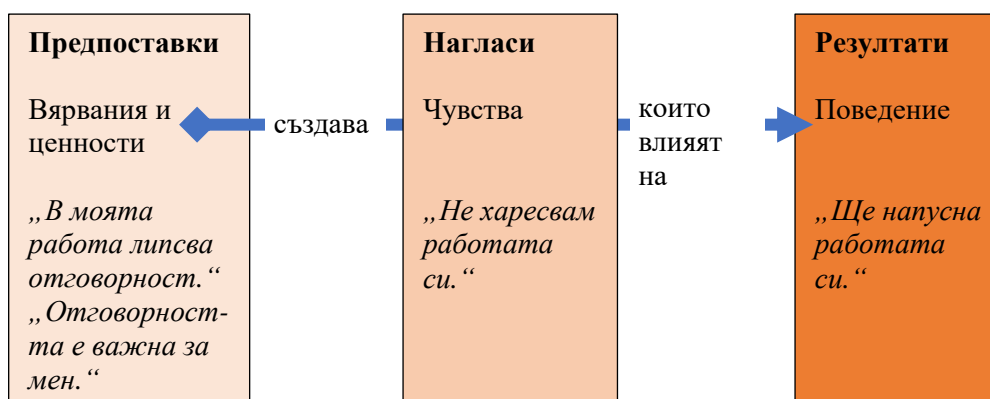 Предпоставки
Вярвания и
ценности
„В моята
работа липсва
отговорност.“
„Отговорност-
та е важна за
мен.“
създава
Нагласи
Чувства
„Не харесвам
работата
си.“
които
влияят
на
Резултати
Поведение
„Ще напусна
работата
си.“